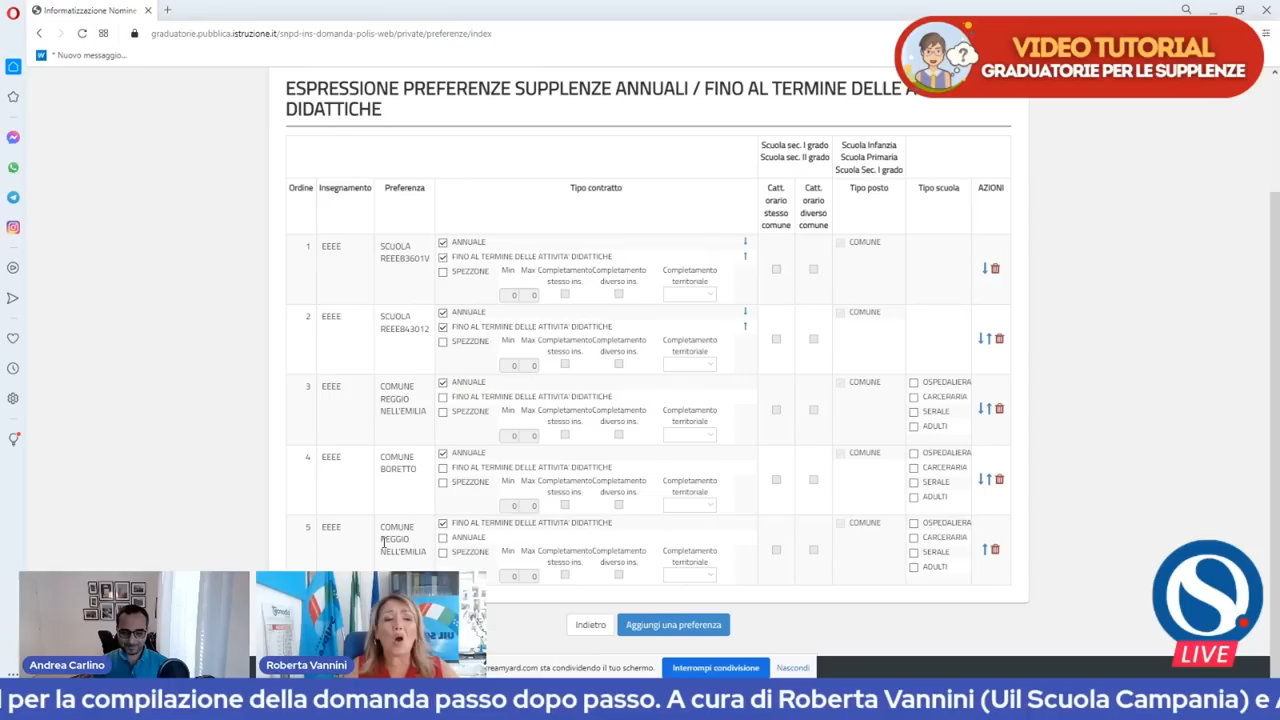 Informatizzazione Nomine
graduatorie.pubblica.istruzione.it/snpd-ins-domanda-polis-web/private/preferenze/index
* Nuovo messaggio...
VIDEO TUTORIAL
GRADUATORIE PER LE SUPPLENZE
ESPRESSIONE PREFERENZE SUPPLENZE ANNUALI / FINO AL TERMINE DELLE
DIDATTICHE
Scuola sec. I grado
Scuola sec. II grado
Scuola Infanzia
Scuola Primaria
Scuola Sec. I grado
Ordine Insegnamento Preferenza Tipo contratto
Catt. orario stesso comune
Catt. orario diverso comune
Tipo posto Tipo scuola AZIONI
1 EEEE SCUOLA REEE83601V
ANNUALE
FINO AL TERMINE DELLE ATTIVITA' DIDATTICHE
SPEZZONE Min Max Completamento stesso ins. Completamento diverso ins. Completamento territoriale
0 0
COMUNE
2 EEEE SCUOLA REEE843012
ANNUALE
FINO AL TERMINE DELLE ATTIVITA' DIDATTICHE
SPEZZONE Min Max Completamento stesso ins. Completamento diverso ins. Completamento territoriale
0 0
COMUNE
3 EEEE COMUNE REGGIO NELL'EMILIA
ANNUALE
FINO AL TERMINE DELLE ATTIVITA' DIDATTICHE
SPEZZONE Min Max Completamento stesso ins. Completamento diverso ins. Completamento territoriale
0 0
COMUNE
OSPEDALIERA
CARCERARIA
SERALE
ADULTI
4 EEEE COMUNE BORETTO
ANNUALE
FINO AL TERMINE DELLE ATTIVITA' DIDATTICHE
SPEZZONE Min Max Completamento stesso ins. Completamento diverso ins. Completamento territoriale
0 0
COMUNE
OSPEDALIERA
CARCERARIA
SERALE
ADULTI
5 EEEE COMUNE REGGIO NELL'EMILIA
FINO AL TERMINE DELLE ATTIVITA' DIDATTICHE
ANNUALE
SPEZZONE Min Max Completamento stesso ins. Completamento diverso ins. Completamento territoriale
0 0
COMUNE
OSPEDALIERA
CARCERARIA
SERALE
ADULTI
Indietro
Aggiungi una preferenza
Andrea Carlino
Roberta Vannini
reamyard.com sta condividendo il tuo schermo.
Interrompi condivisione
Nascondi
S
LIVE
per la compilazione della domanda passo dopo passo. A cura di Roberta Vannini (Uil Scuola Campania) e